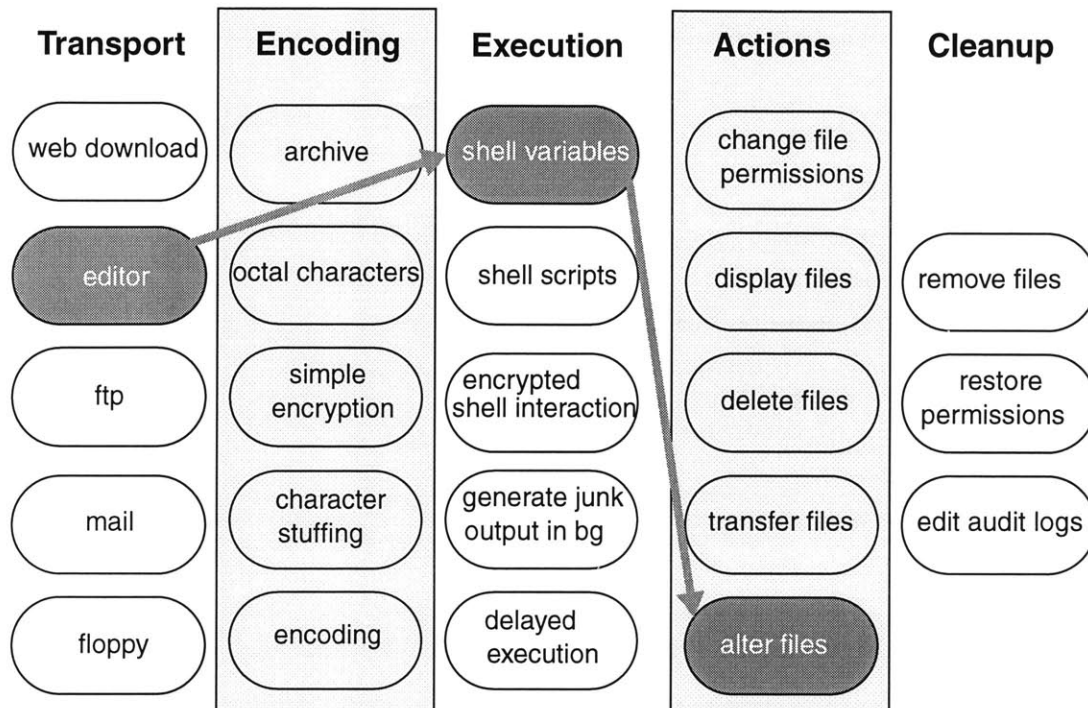 Transport
Encoding
Execution
Actions
Cleanup
web download
archive
shell variables
change file
permissions
editor
octal characters
shell scripts
display files
remove files
ftp
simple
encryption
encrypted
shell interaction
delete files
restore
permissions
mail
character
stuffing
generate junk
output in bg
transfer files
edit audit logs
floppy
encoding
delayed
execution
alter files